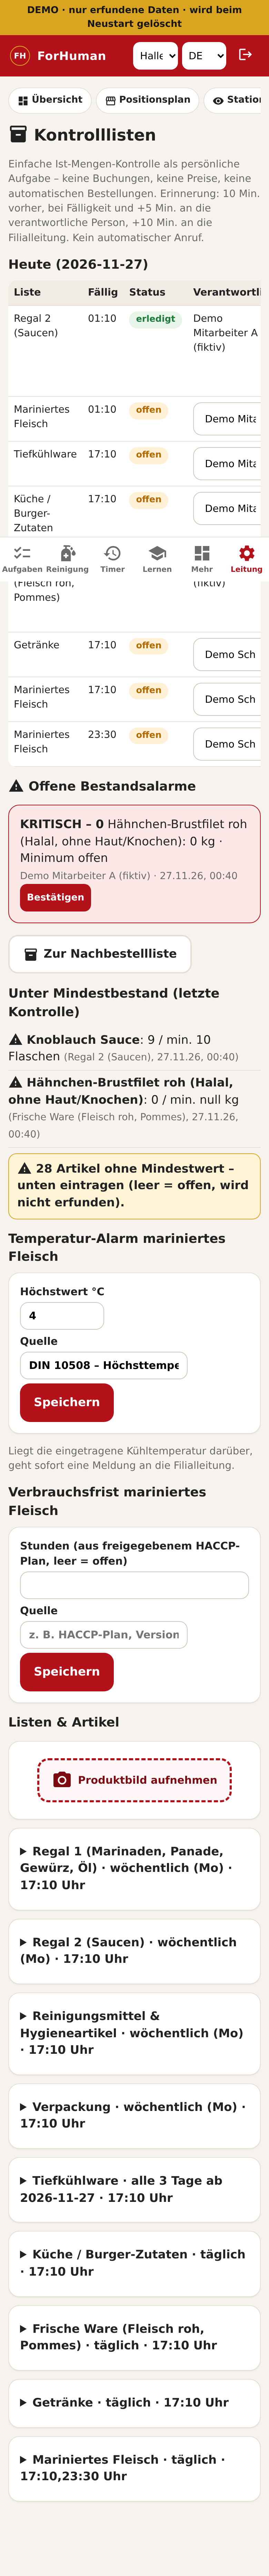 DEMO · nur erfundene Daten · wird beim
Neustart gelöscht
FH ForHuman Halle DE
Übersicht Positionsplan Station
Kontrolllisten
Einfache Ist-Mengen-Kontrolle als persönliche
Aufgabe – keine Buchungen, keine Preise, keine
automatischen Bestellungen. Erinnerung: 10 Min.
vorher, bei Fälligkeit und +5 Min. an die
verantwortliche Person, +10 Min. an die
Filialleitung. Kein automatischer Anruf.
Heute (2026-11-27)
Liste Fällig Status Verantwortli
Regal 2
(Saucen) 01:10 erledigt Demo
Mitarbeiter A
(fiktiv)
Mariniertes
Fleisch 01:10 offen Demo Mita
Tiefkühlware 17:10 offen Demo Mita
Küche /
Burger-
Zutaten 17:10 offen Demo Mita
Aufgaben Reinigung Timer Lernen Mehr Leitung
(Fleisch roh,
Pommes) (fiktiv)
Getränke 17:10 offen Demo Sch
Mariniertes
Fleisch 17:10 offen Demo Sch
Mariniertes
Fleisch 23:30 offen Demo Sch
Offene Bestandsalarme
KRITISCH – 0 Hähnchen-Brustfilet roh
(Halal, ohne Haut/Knochen): 0 kg ·
Minimum offen
Demo Mitarbeiter A (fiktiv) · 27.11.26, 00:40
Bestätigen
Zur Nachbestellliste
Unter Mindestbestand (letzte
Kontrolle)
Knoblauch Sauce: 9 / min. 10
Flaschen (Regal 2 (Saucen), 27.11.26, 00:40)
Hähnchen-Brustfilet roh (Halal,
ohne Haut/Knochen): 0 / min. null kg
(Frische Ware (Fleisch roh, Pommes), 27.11.26,
00:40)
28 Artikel ohne Mindestwert –
unten eintragen (leer = offen, wird
nicht erfunden).
Temperatur-Alarm mariniertes
Fleisch
Höchstwert °C
4
Quelle
DIN 10508 – Höchsttempe
Speichern
Liegt die eingetragene Kühltemperatur darüber,
geht sofort eine Meldung an die Filialleitung.
Verbrauchsfrist mariniertes
Fleisch
Stunden (aus freigegebenem HACCP-
Plan, leer = offen)
Quelle
z. B. HACCP-Plan, Version
Speichern
Listen & Artikel
Produktbild aufnehmen
Regal 1 (Marinaden, Panade,
Gewürz, Öl) · wöchentlich (Mo) ·
17:10 Uhr
Regal 2 (Saucen) · wöchentlich
(Mo) · 17:10 Uhr
Reinigungsmittel &
Hygieneartikel · wöchentlich (Mo)
· 17:10 Uhr
Verpackung · wöchentlich (Mo) ·
17:10 Uhr
Tiefkühlware · alle 3 Tage ab
2026-11-27 · 17:10 Uhr
Küche / Burger-Zutaten · täglich
· 17:10 Uhr
Frische Ware (Fleisch roh,
Pommes) · täglich · 17:10 Uhr
Getränke · täglich · 17:10 Uhr
Mariniertes Fleisch · täglich ·
17:10,23:30 Uhr